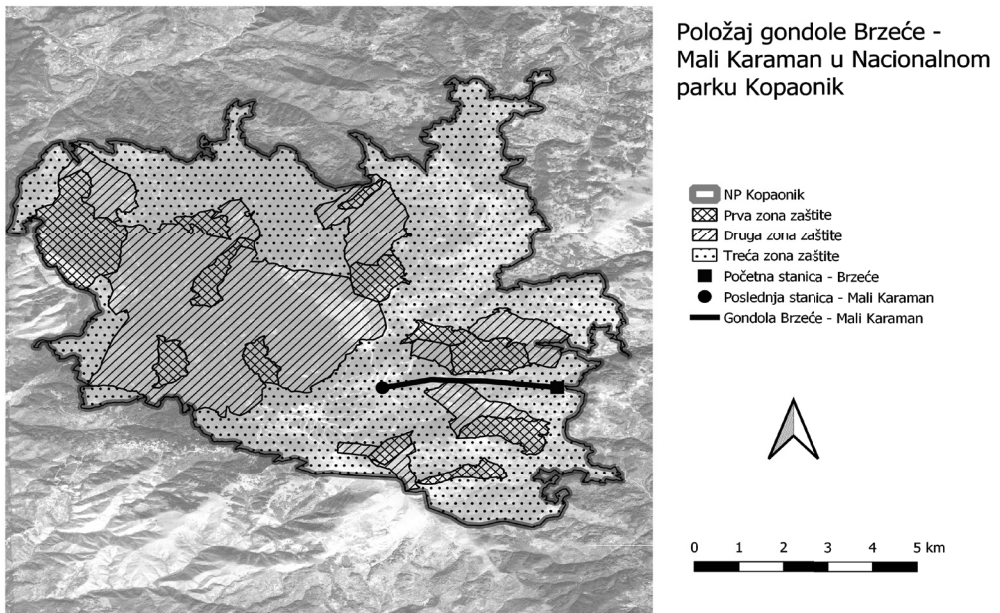 Položaj gondole Brzeće -
Mali Karaman u Nacionalnom
parku Kopaonik
NP Kopaonik
Prva zona zaštite
Druga zona zaštite
Treća zona zaštite
Početna stanica - Brzeće
Poslednja stanica - Mali Karaman
Gondola Brzeće - Mali Karaman
0 1 2 3 4 5 km